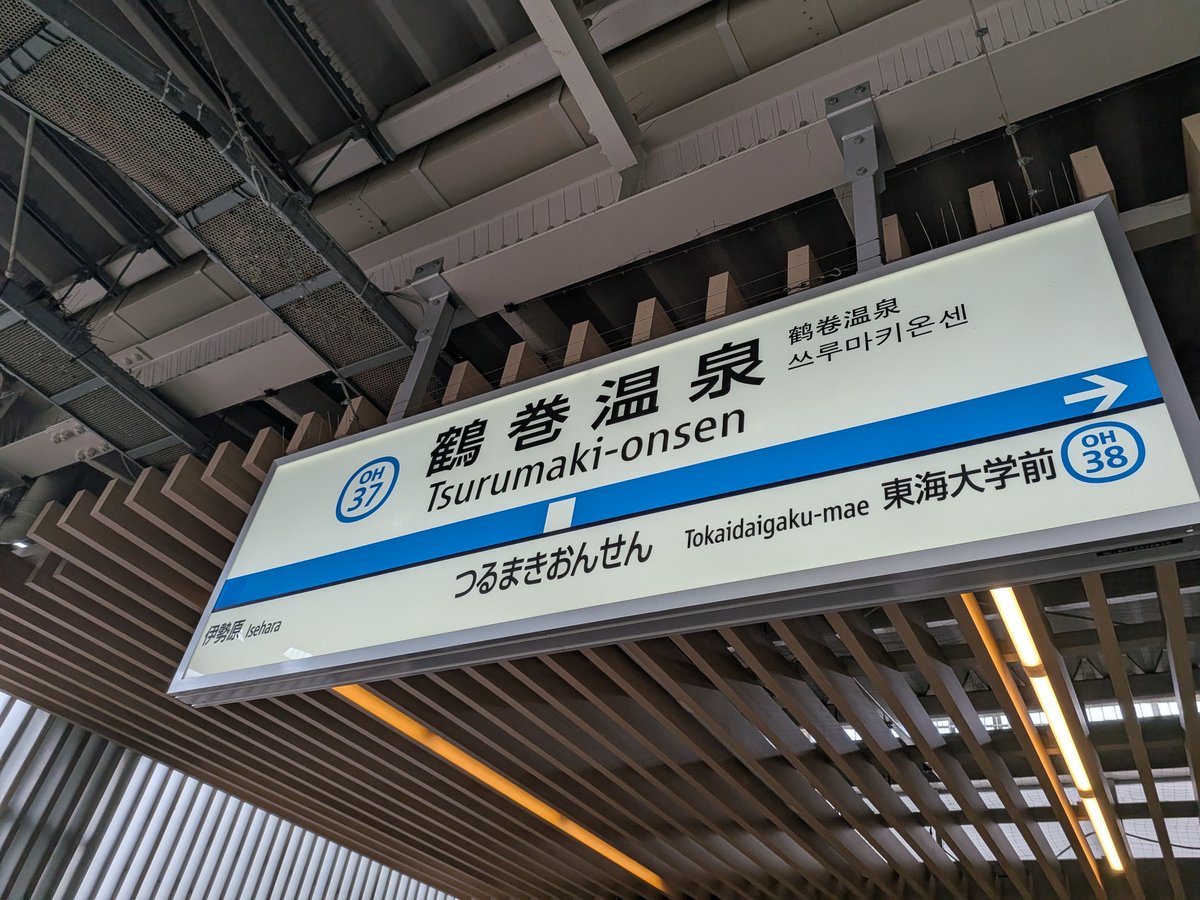 OH
37
鶴巻温泉
Tsurumaki-onsen
鹤巻温泉
쓰루마키온센
つるまきおんせん
伊勢原 Isehara
Tokaidaigaku-mae 東海大学前
OH
38